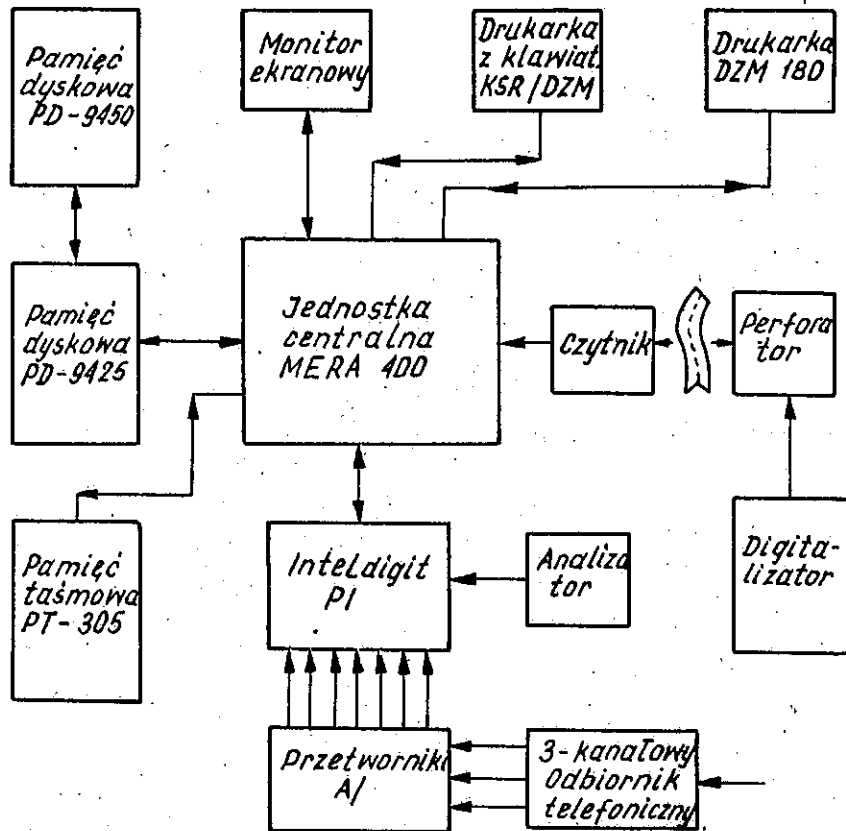 Pamięć
dyskowa
PD-9450
Monitor
ekranowy
Drukarka
z klawiat.
KSR/DZM
Drukarka
DZM 180
Pamięć
dyskowa
PD-9425
Jednostka
centralna
MERA 400
Czytnik
Perfora
tor
Pamięć
taśmowa
PT-305
Inteldigit
PI
Analiza
tor
Digita-
lizator
Przetworniki
A/
3-kanałowy
Odbiornik
telefoniczny